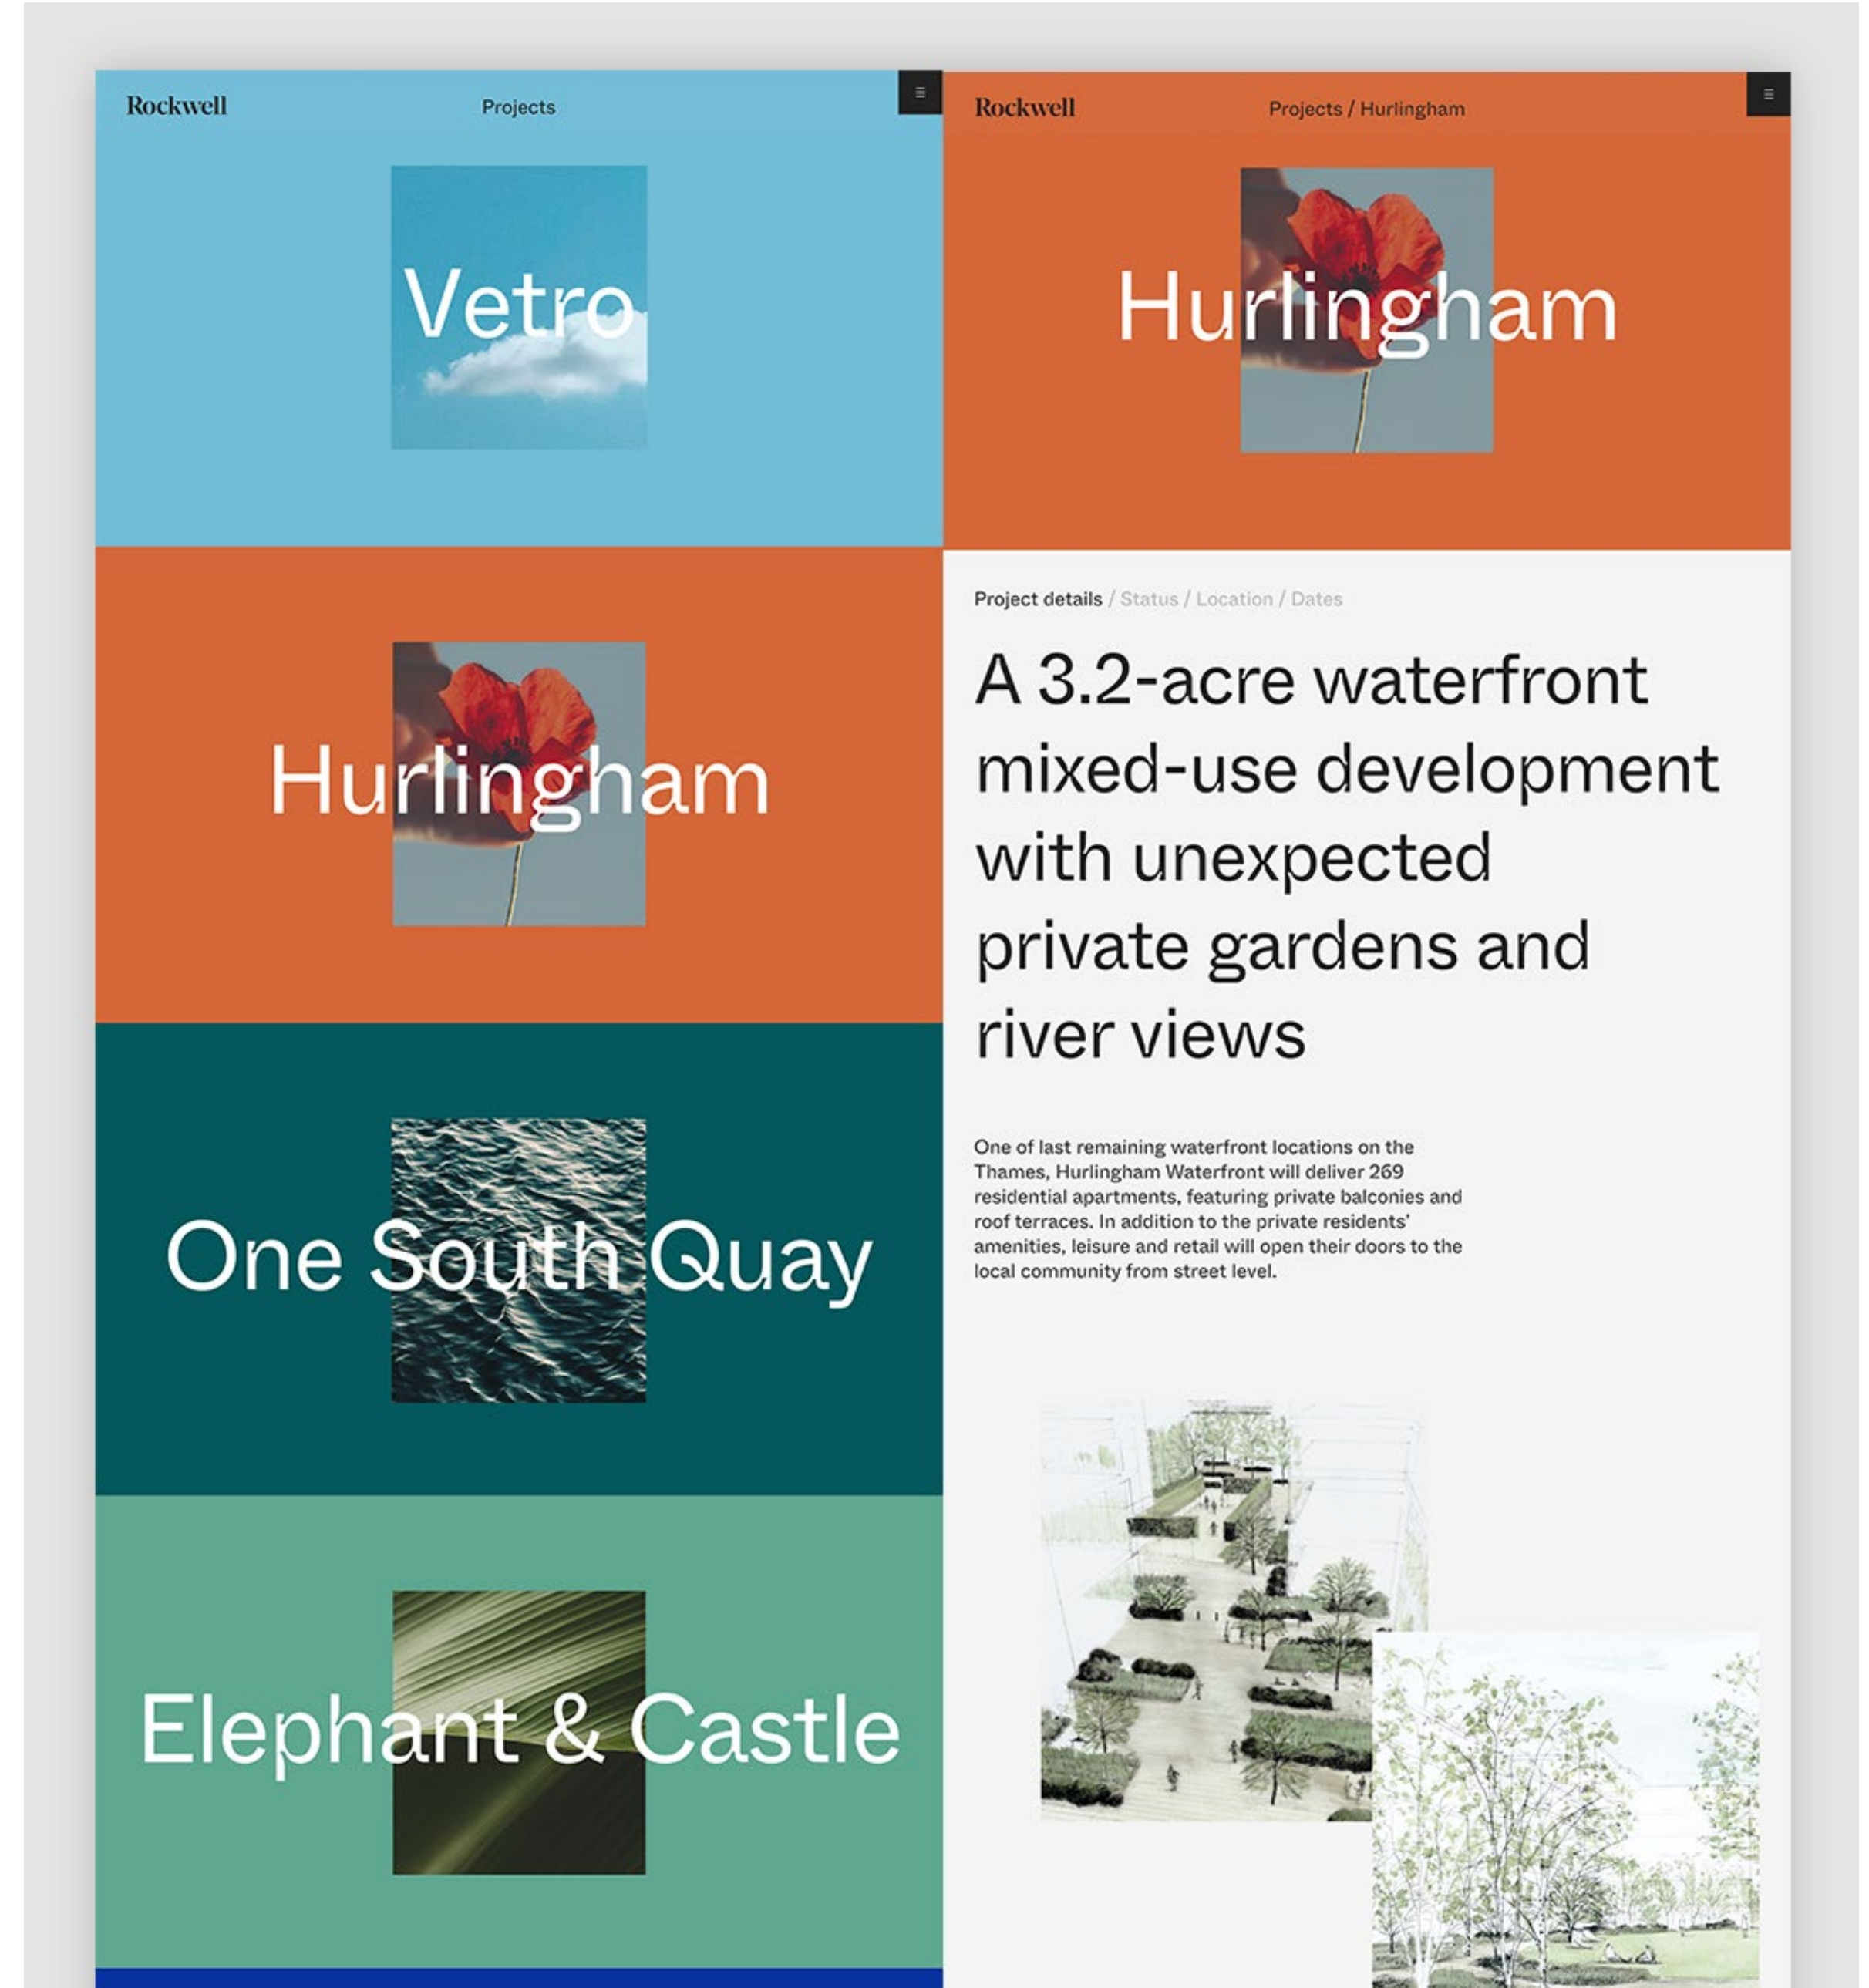 Rockwell
Projects
Vetro
Hurlingham
One South Quay
Elephant & Castle
Rockwell
Projects / Hurlingham
Hurlingham
Project details / Status / Location / Dates
A 3.2-acre waterfront
mixed-use development
with unexpected
private gardens and
river views
One of last remaining waterfront locations on the
Thames, Hurlingham Waterfront will deliver 269
residential apartments, featuring private balconies and
roof terraces. In addition to the private residents'
amenities, leisure and retail will open their doors to the
local community from street level.